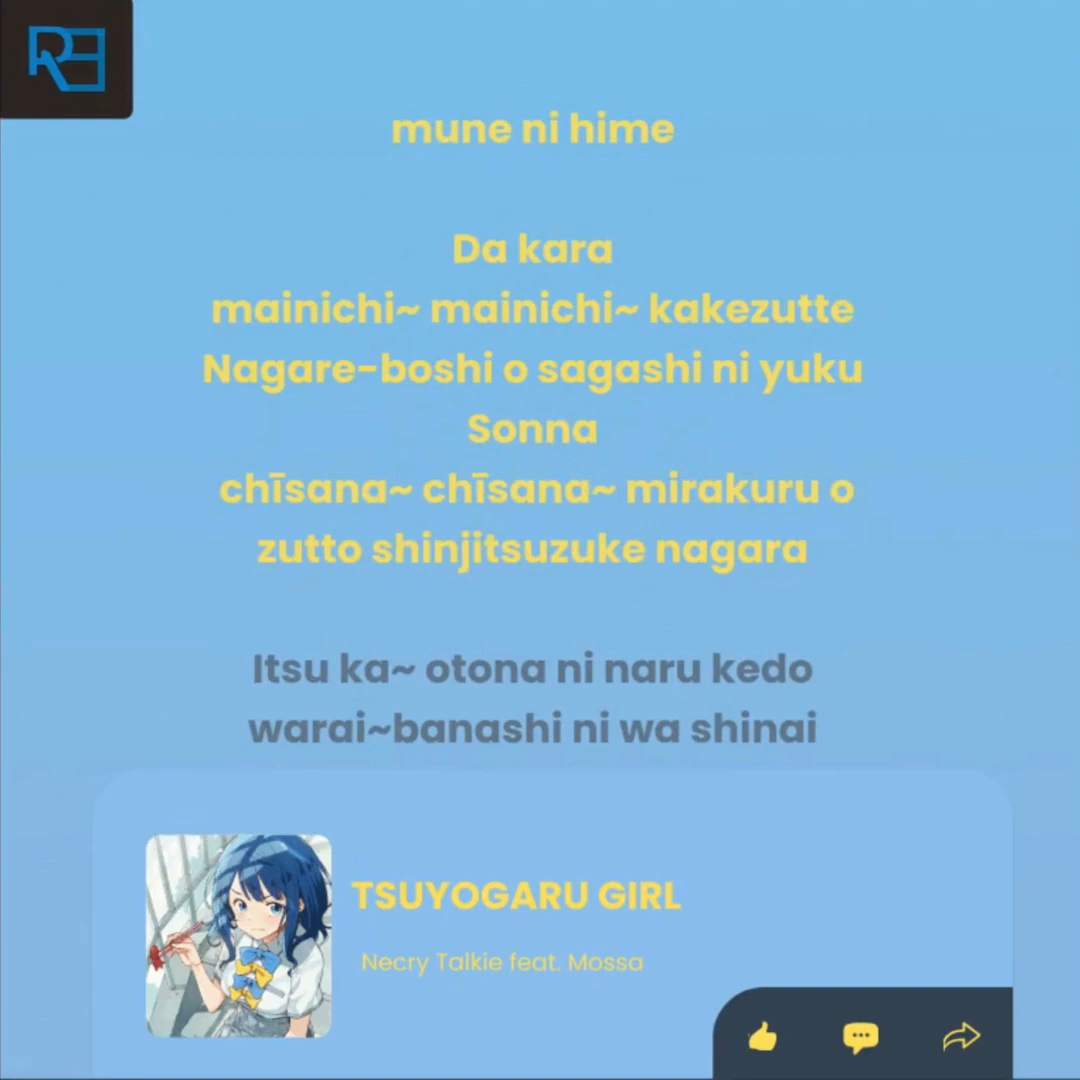 RE
mune ni hime
Da kara
mainichi~ mainichi~ kakezutte
Nagare-boshi o sagashi ni yuku
Sonna
chīsana~ chīsana~ mirakuru o
zutto shinjitsuzuke nagara
Itsu ka~ otona ni naru kedo
warai~banashi ni wa shinai
TSUYOGARU GIRL
Necry Talkie feat. Mossa